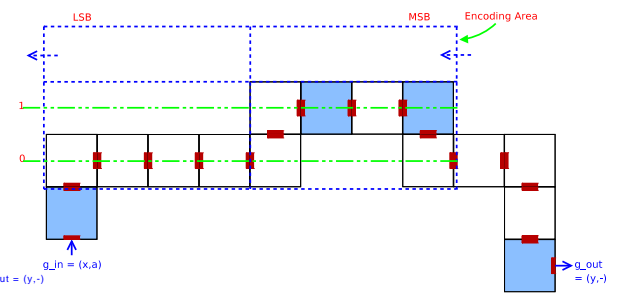 LSB
MSB
Encoding Area
1
0
g_in = (x,a)
g_out
= (y,-)
ut = (y,-)